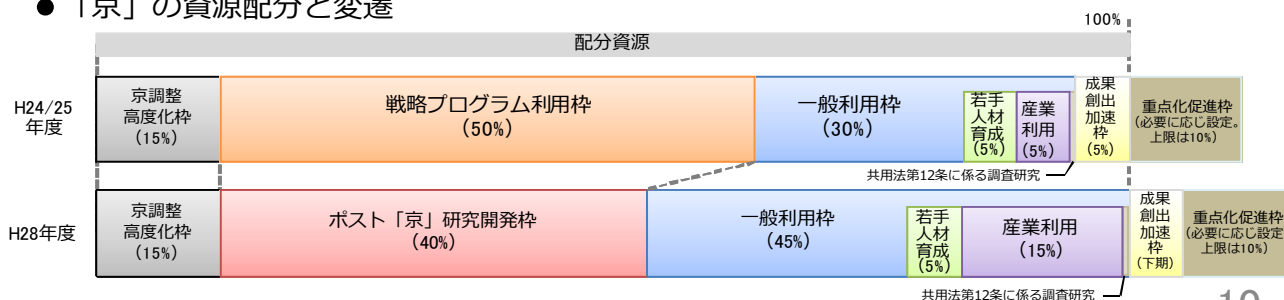 ● 「京」の資源配分と変遷
100%
配分資源
H24/25
年度
京調整
高度化枠
(15%)
戦略プログラム利用枠
(50%)
一般利用枠
(30%)
若手
人材
育成
(5%)
産業
利用
(5%)
成果
創出
加速
枠
(5%)
重点化促進枠
(必要に応じ設定。
上限は10%)
共用法第12条に係る調査研究
H28年度
京調整
高度化枠
(15%)
ポスト「京」研究開発枠
(40%)
一般利用枠
(45%)
若手
人材
育成
(5%)
産業利用
(15%)
成果
創出
加速
枠
(下期)
重点化促進枠
(必要に応じ設定
上限は10%)
共用法第12条に係る調査研究